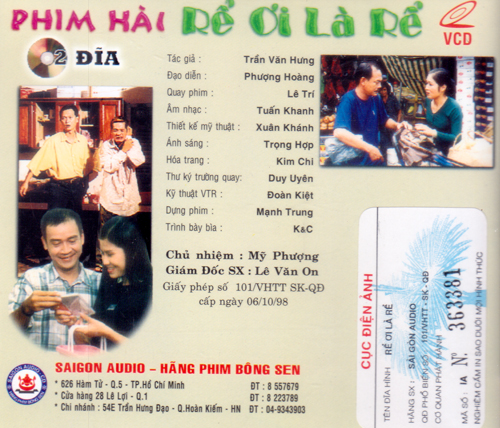 PHIM HÀI RỂ ƠI LÀ RỂ
VCD
2 ĐĨA
Tác giả : Trần Văn Hưng
Đạo diễn : Phượng Hoàng
Quay phim : Lê Trí
Âm nhạc : Tuấn Khanh
Thiết kế mỹ thuật : Xuân Khánh
Ánh sáng : Trọng Hợp
Hóa trang : Kim Chi
Thư ký trường quay: Duy Uyên
Kỹ thuật VTR : Đoàn Kiệt
Dựng phim : Mạnh Trung
Trình bày bìa : K&C
Chủ nhiệm : Mỹ Phượng
Giám Đốc SX : Lê Văn On
Giấy phép số 101/VHTT SK-QĐ
cấp ngày 06/10/98
SAIGON AUDIO – HÃNG PHIM BÔNG SEN
* 626 Hàm Tử - Q.5 - TP.Hồ Chí Minh ĐT : 8 557679
* Cửa hàng 28 Lê Lợi - Q.1 ĐT : 8 223789
* Chi nhánh : 54E Trần Hưng Đạo - Q.Hoàn Kiếm - HN ĐT : 04-9343903
CỤC ĐIỆN ẢNH
TÊN ĐĨA HÌNH RỂ ƠI LÀ RỂ
HÃNG SX : SÀI GÒN AUDIO
QĐ PHỔ BIẾN SỐ : 101/VHTT - SK - QĐ
CƠ QUAN PHÁT HÀNH
MÃ SỐ : IA Nº 363381
NGHIÊM CẤM IN SAO DƯỚI MỌI HÌNH THỨC